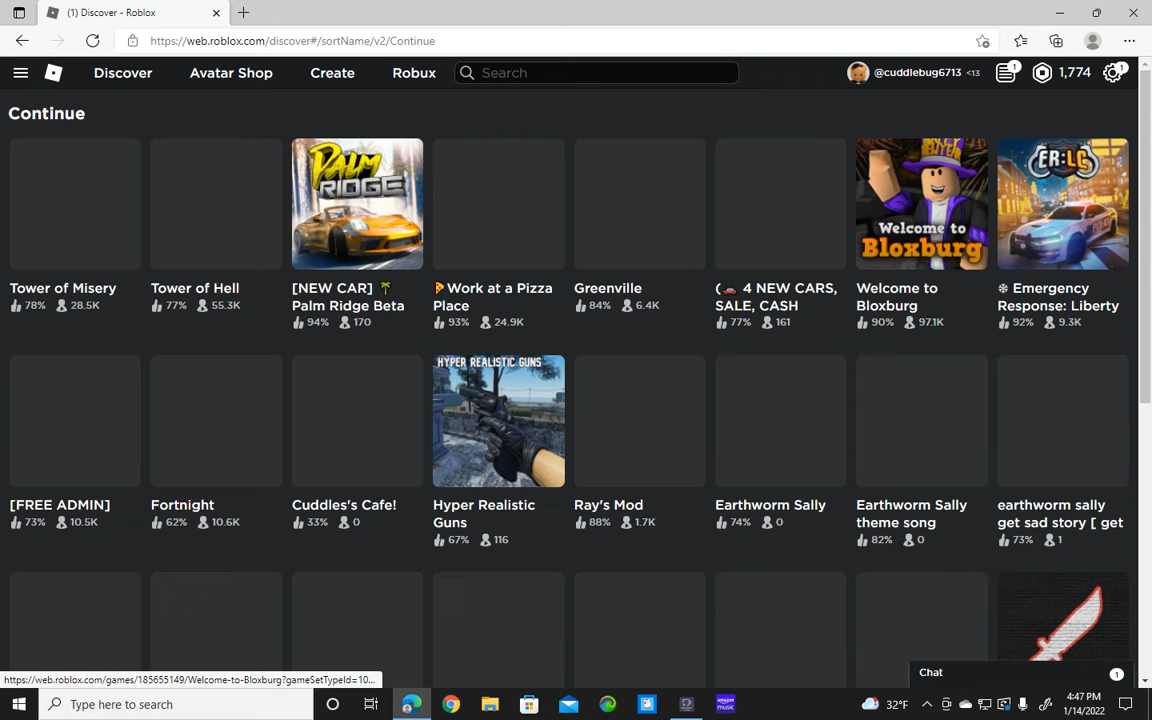 (1) Discover - Roblox
https://web.roblox.com/discover#/sortName/v2/Continue
Discover
Avatar Shop
Create
Robux
Search
@cuddlebug6713 <13
1
1,774
1
Continue
PALM RIDGE
Welcome to Bloxburg
ER:LC
Tower of Misery
78% 28.5K
Tower of Hell
77% 55.3K
[NEW CAR] 🌴
Palm Ridge Beta
94% 170
🍕Work at a Pizza
Place
93% 24.9K
Greenville
84% 6.4K
(🚗 4 NEW CARS,
SALE, CASH
77% 161
Welcome to
Bloxburg
90% 97.1K
❄ Emergency
Response: Liberty
92% 9.3K
HYPER REALISTIC GUNS
[FREE ADMIN]
73% 10.5K
Fortnight
62% 10.6K
Cuddles's Cafe!
33% 0
Hyper Realistic
Guns
67% 116
Ray's Mod
88% 1.7K
Earthworm Sally
74% 0
Earthworm Sally
theme song
82% 0
earthworm sally
get sad story [ get
73% 1
Chat
1
https://web.roblox.com/games/185655149/Welcome-to-Bloxburg?gameSetTypeId=10...
Type here to search
amazon music
32°F
4:47 PM
1/14/2022